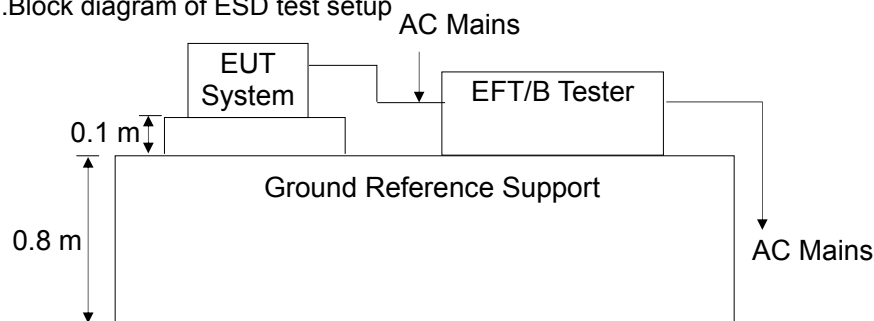 .Block diagram of ESD test setup
AC Mains
EUT
System
EFT/B Tester
0.1 m
Ground Reference Support
0.8 m
AC Mains